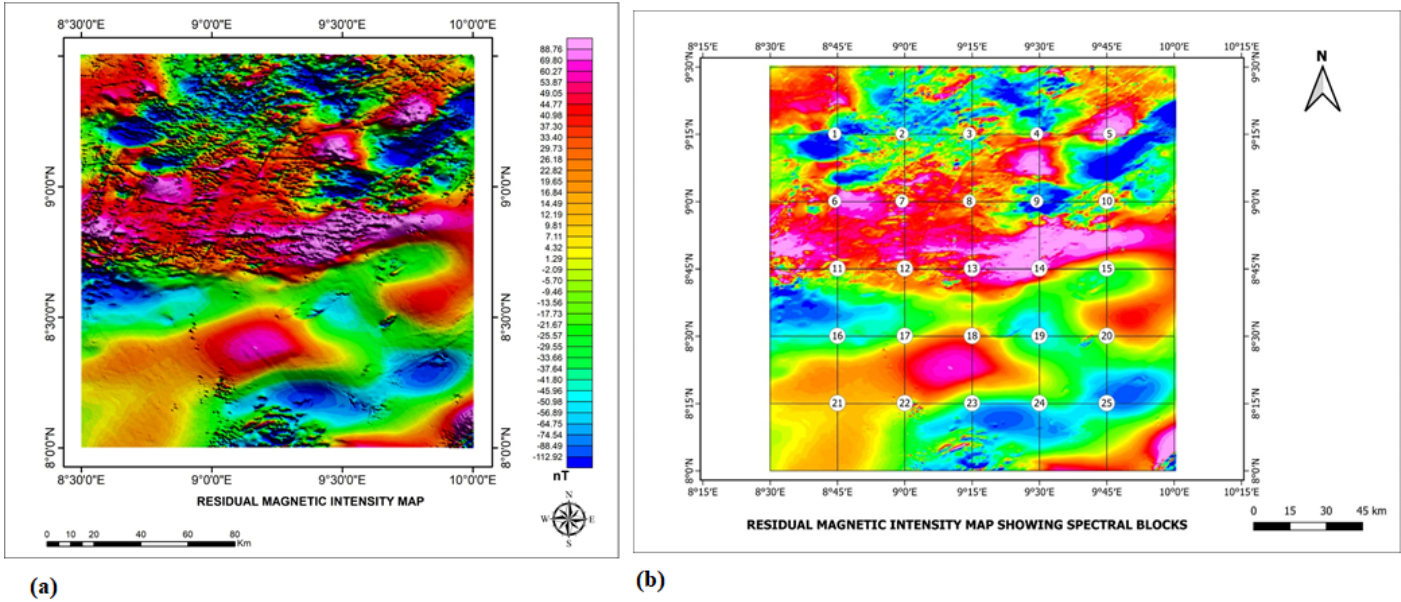 8°30'0"E 9°0'0"E 9°30'0"E 10°0'0"E
9°0'0"N 9°0'0"N
8°30'0"N 8°30'0"N
8°0'0"N 8°0'0"N
8°30'0"E 9°0'0"E 9°30'0"E 10°0'0"E
88.76
69.80
60.27
53.87
49.05
44.77
40.98
37.30
33.40
29.73
26.18
22.82
19.65
16.84
14.49
12.19
9.81
7.11
4.32
1.29
-2.09
-5.70
-9.46
-13.56
-17.73
-21.67
-25.57
-29.55
-33.66
-37.64
-41.80
-45.96
-50.98
-56.89
-64.75
-74.54
-88.49
-112.92
nT
RESIDUAL MAGNETIC INTENSITY MAP
N
W E
S
0 10 20 40 60 80
Km
(a)
8°15'E 8°30'E 8°45'E 9°0'E 9°15'E 9°30'E 9°45'E 10°0'E 10°15'E
N
9°30'N 9°30'N
9°15'N 1 2 3 4 5 9°15'N
9°0'N 6 7 8 9 10 9°0'N
8°45'N 11 12 13 14 15 8°45'N
8°30'N 16 17 18 19 20 8°30'N
8°15'N 21 22 23 24 25 8°15'N
8°0'N 8°0'N
8°15'E 8°30'E 8°45'E 9°0'E 9°15'E 9°30'E 9°45'E 10°0'E 10°15'E
RESIDUAL MAGNETIC INTENSITY MAP SHOWING SPECTRAL BLOCKS
0 15 30 45 km
(b)